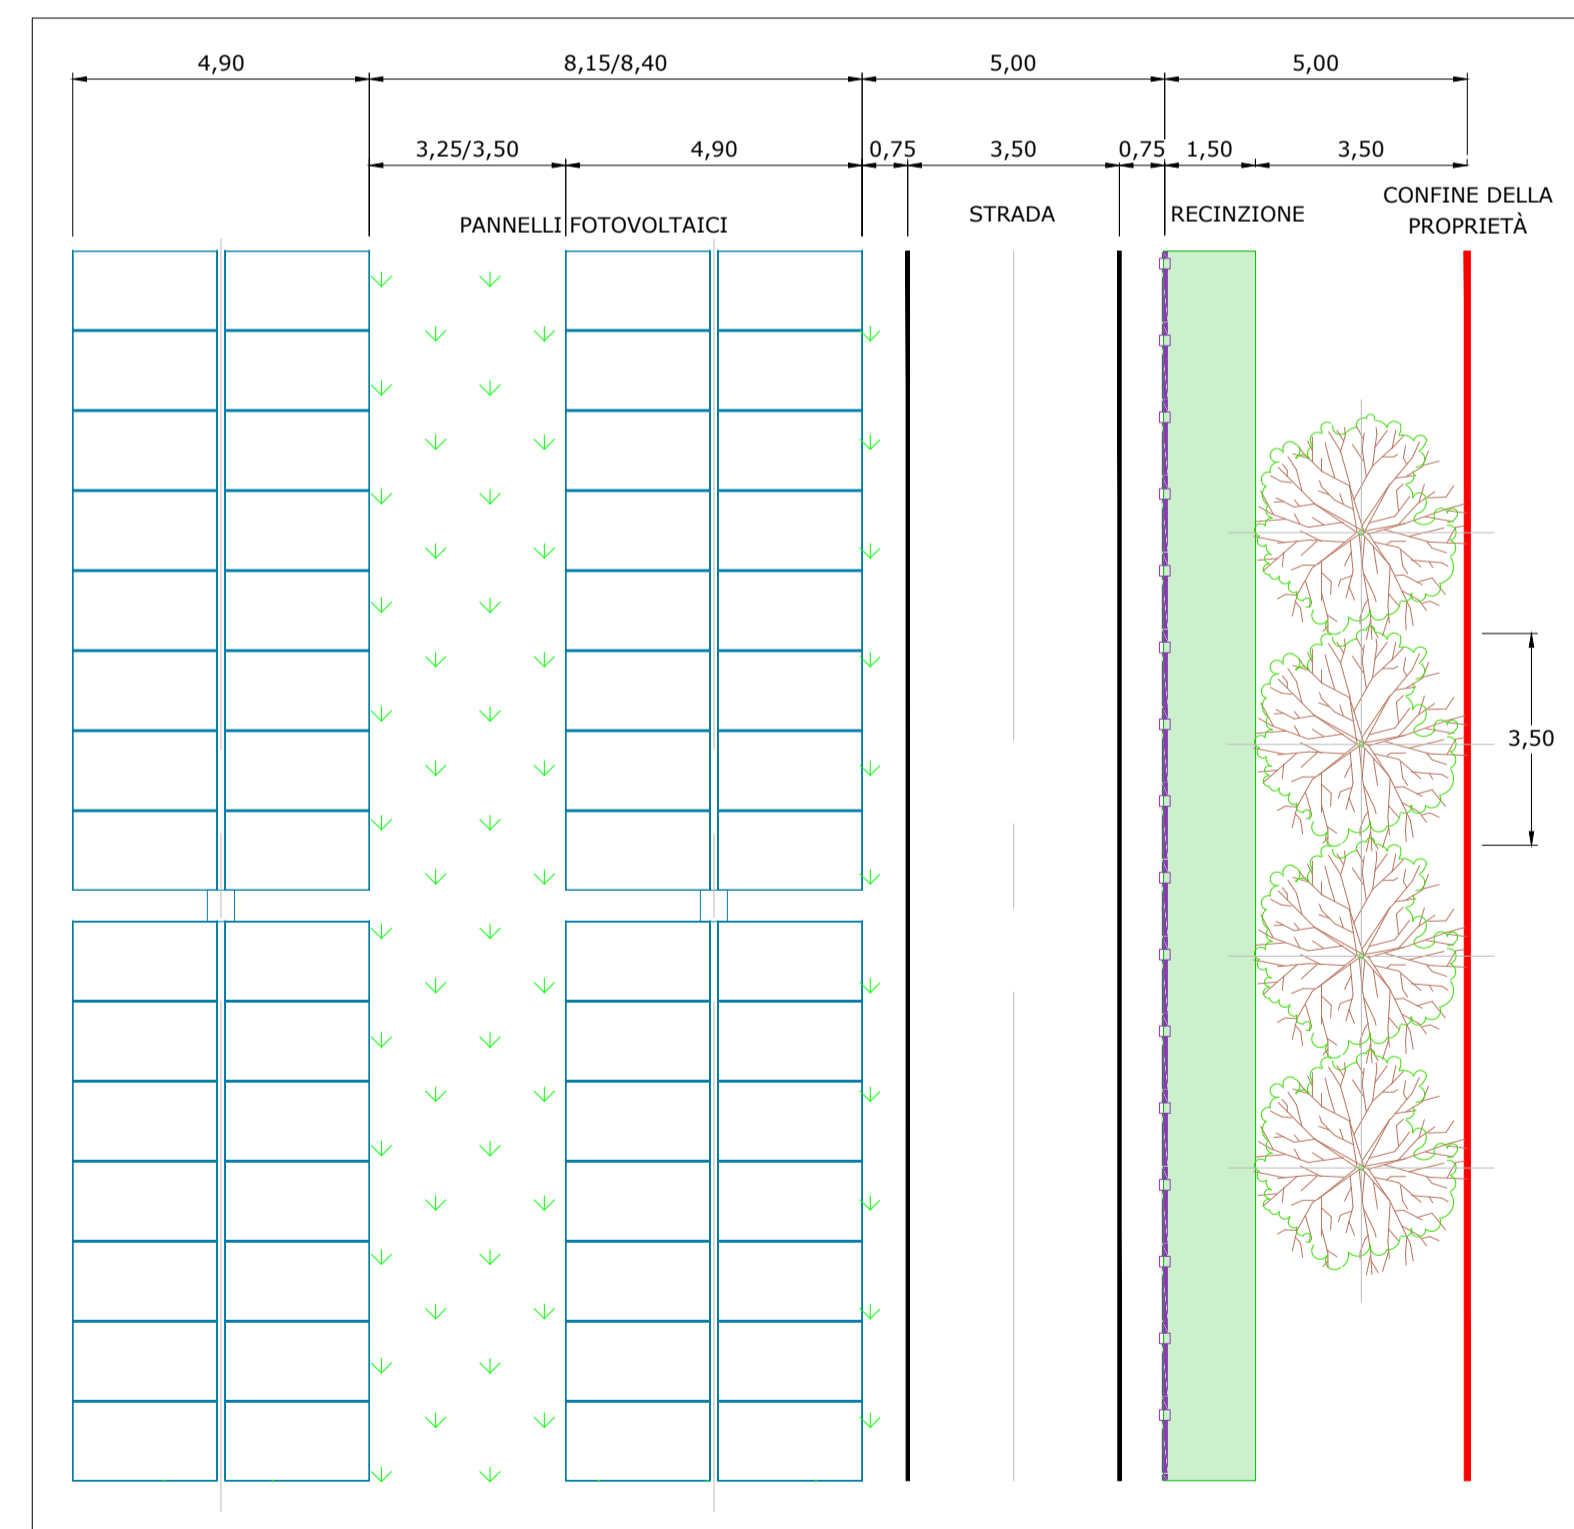 4,90
8,15/8,40
5,00
5,00
3,25/3,50
4,90
0,75
3,50
0,75
1,50
3,50
PANNELLI FOTOVOLTAICI
STRADA
RECINZIONE
CONFINE DELLA
PROPRIETÀ
3,50